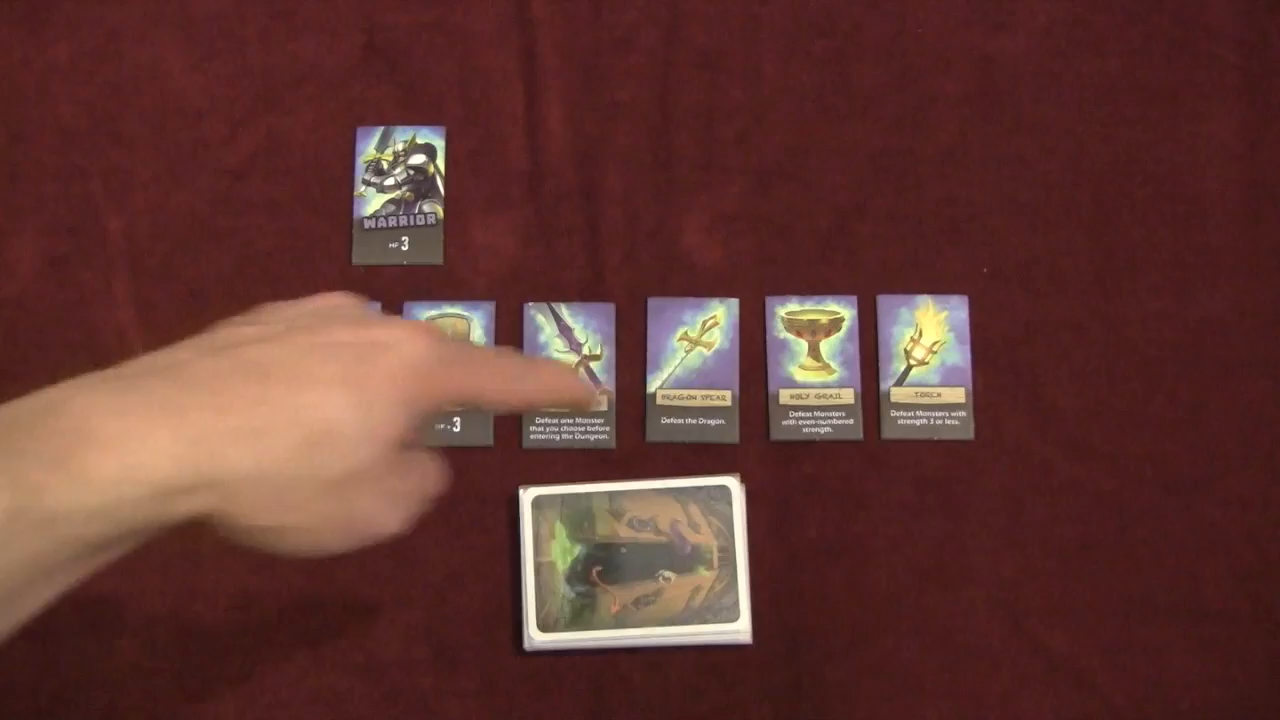 WARRIOR
HP 3
HP + 3
Defeat one Monster
that you choose before
entering the Dungeon.
DRAGON SPEAR
Defeat the Dragon.
HOLY GRAIL
Defeat Monsters
with even-numbered
strength.
TORCH
Defeat Monsters with
strength 3 or less.